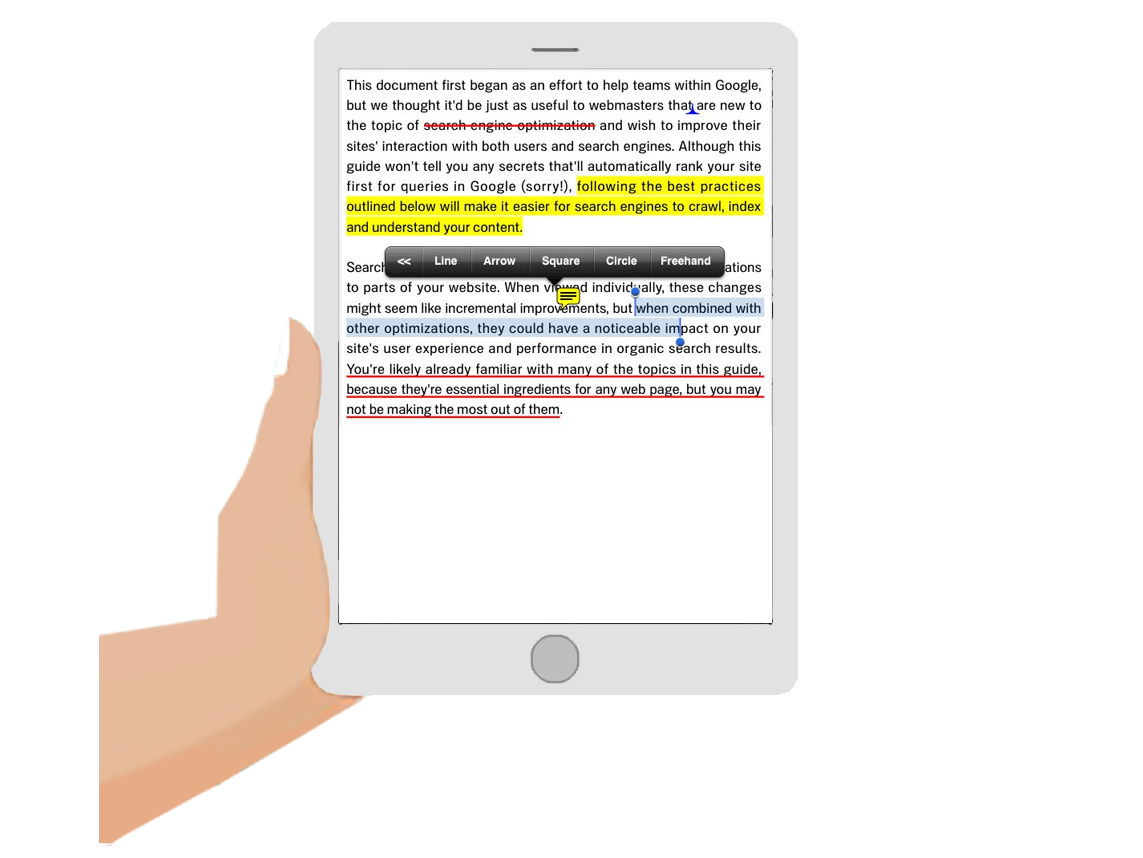 This document first began as an effort to help teams within Google,
but we thought it'd be just as useful to webmasters that are new to
the topic of search engine optimization and wish to improve their
sites' interaction with both users and search engines. Although this
guide won't tell you any secrets that'll automatically rank your site
first for queries in Google (sorry!), following the best practices
outlined below will make it easier for search engines to crawl, index
and understand your content.
<< Line Arrow Square Circle Freehand
Search ations
to parts of your website. When viewed individually, these changes
might seem like incremental improvements, but when combined with
other optimizations, they could have a noticeable impact on your
site's user experience and performance in organic search results.
You're likely already familiar with many of the topics in this guide,
because they're essential ingredients for any web page, but you may
not be making the most out of them.